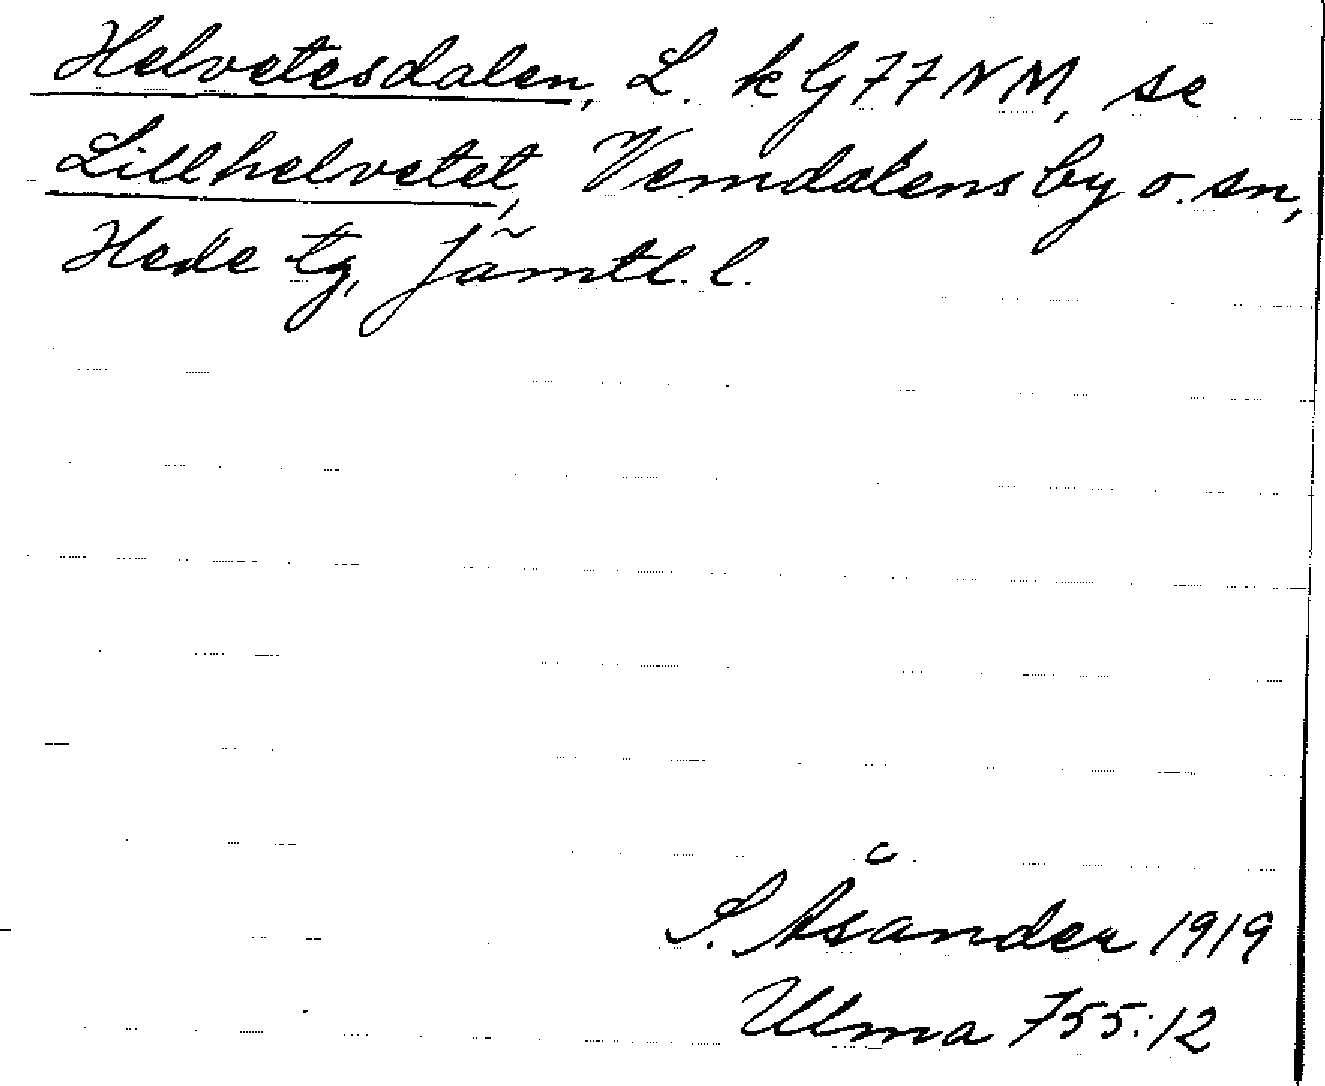 Helvetesdalen, L. k G 77 NM, se
Lillhelvetet, Vemdalens by o. sn,
Hede tg, Jämtl. l.
S. Åsander 1919
Ulma 755:12